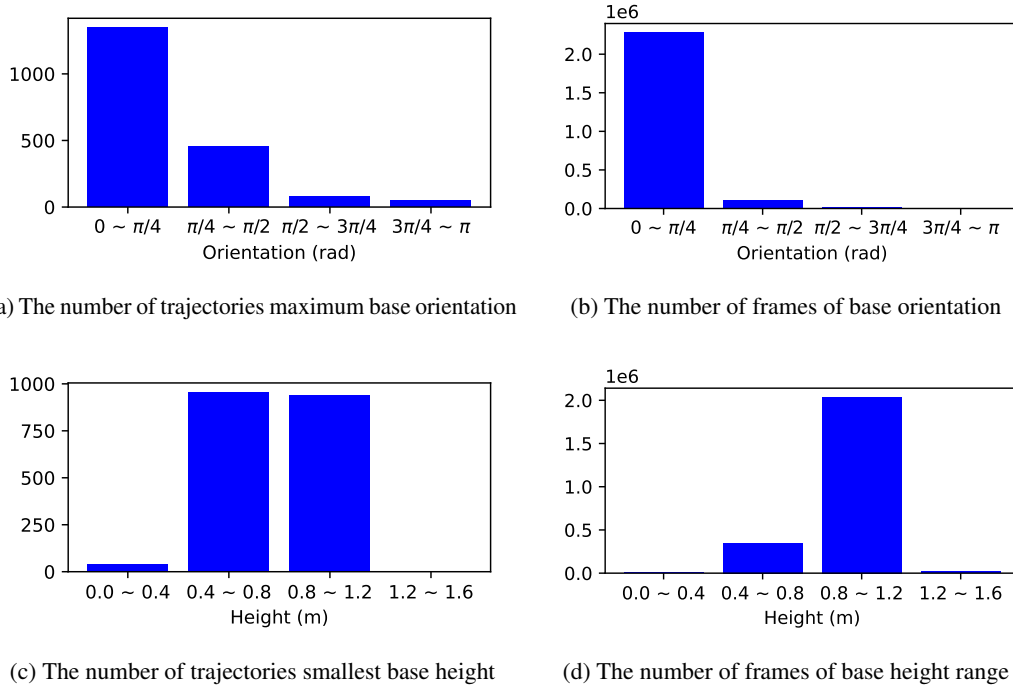 1000
500
0
0 ~ π/4 π/4 ~ π/2 π/2 ~ 3π/4 3π/4 ~ π
Orientation (rad)
a) The number of trajectories maximum base orientation
1e6
2.0
1.5
1.0
0.5
0.0
0 ~ π/4 π/4 ~ π/2 π/2 ~ 3π/4 3π/4 ~ π
Orientation (rad)
(b) The number of frames of base orientation
1000
750
500
250
0
0.0 ~ 0.4 0.4 ~ 0.8 0.8 ~ 1.2 1.2 ~ 1.6
Height (m)
(c) The number of trajectories smallest base height
1e6
2.0
1.5
1.0
0.5
0.0
0.0 ~ 0.4 0.4 ~ 0.8 0.8 ~ 1.2 1.2 ~ 1.6
Height (m)
(d) The number of frames of base height range